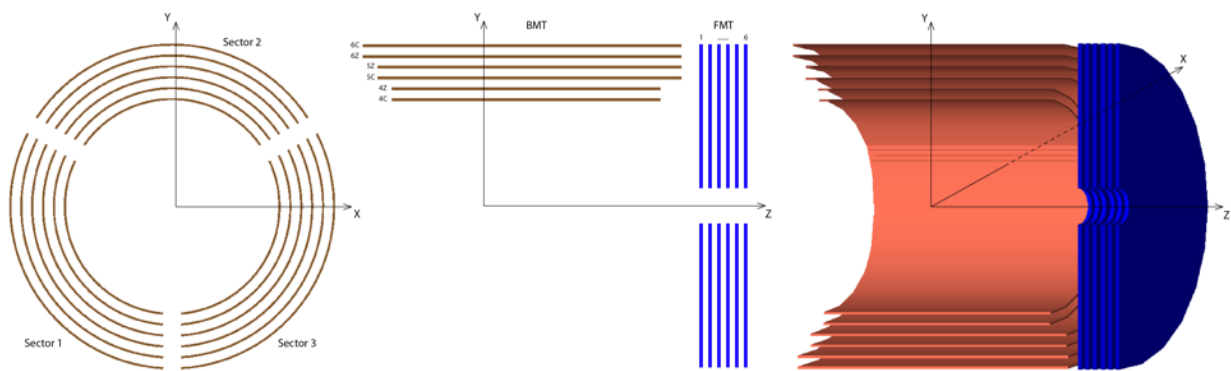 Y
Sector 2
X
Sector 1
Sector 3
Y
BMT
FMT
1
6
6C
6Z
5Z
5C
4Z
4C
Z
Y
X
Z